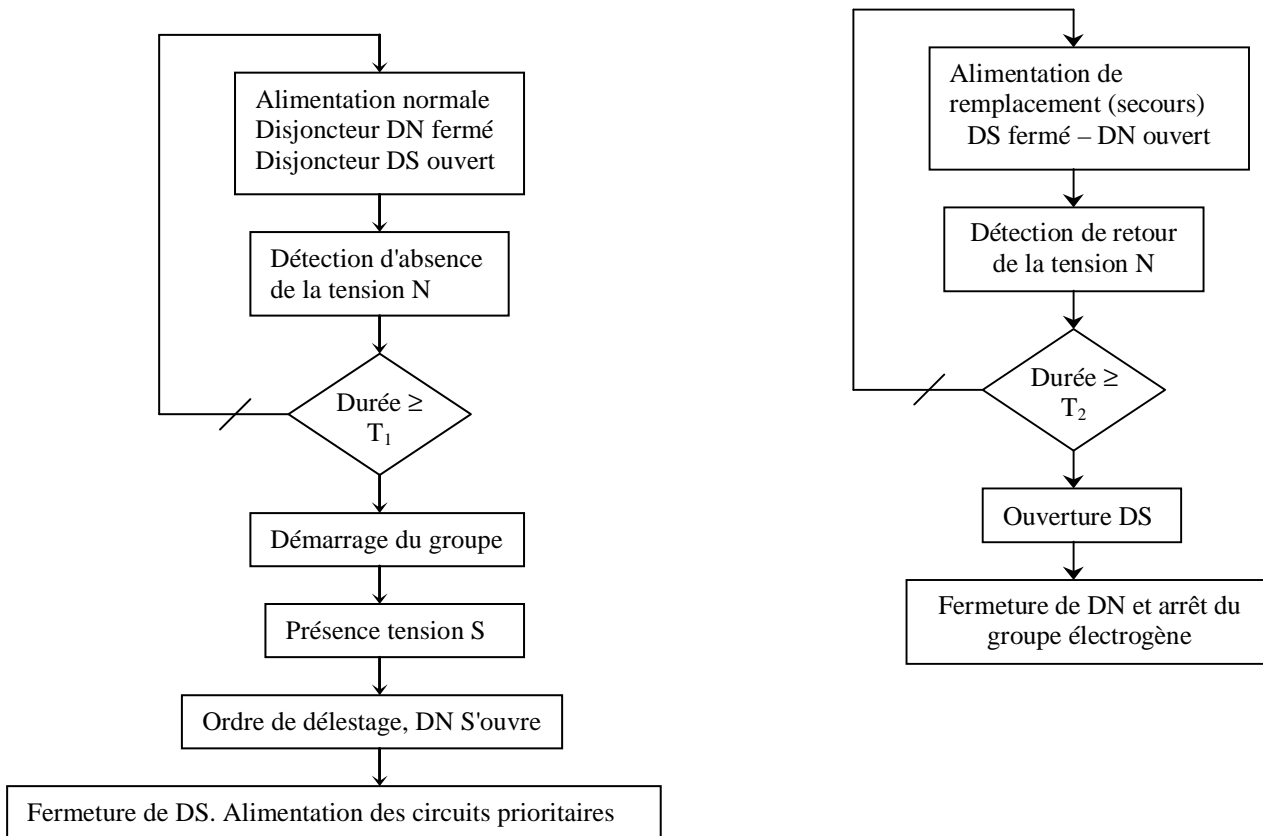 Alimentation normale
Disjoncteur DN fermé
Disjoncteur DS ouvert
Détection d'absence
de la tension N
Durée ≥
T₁
Démarrage du groupe
Présence tension S
Ordre de délestage, DN S'ouvre
Fermeture de DS. Alimentation des circuits prioritaires
Alimentation de
remplacement (secours)
DS fermé – DN ouvert
Détection de retour
de la tension N
Durée ≥
T₂
Ouverture DS
Fermeture de DN et arrêt du
groupe électrogène